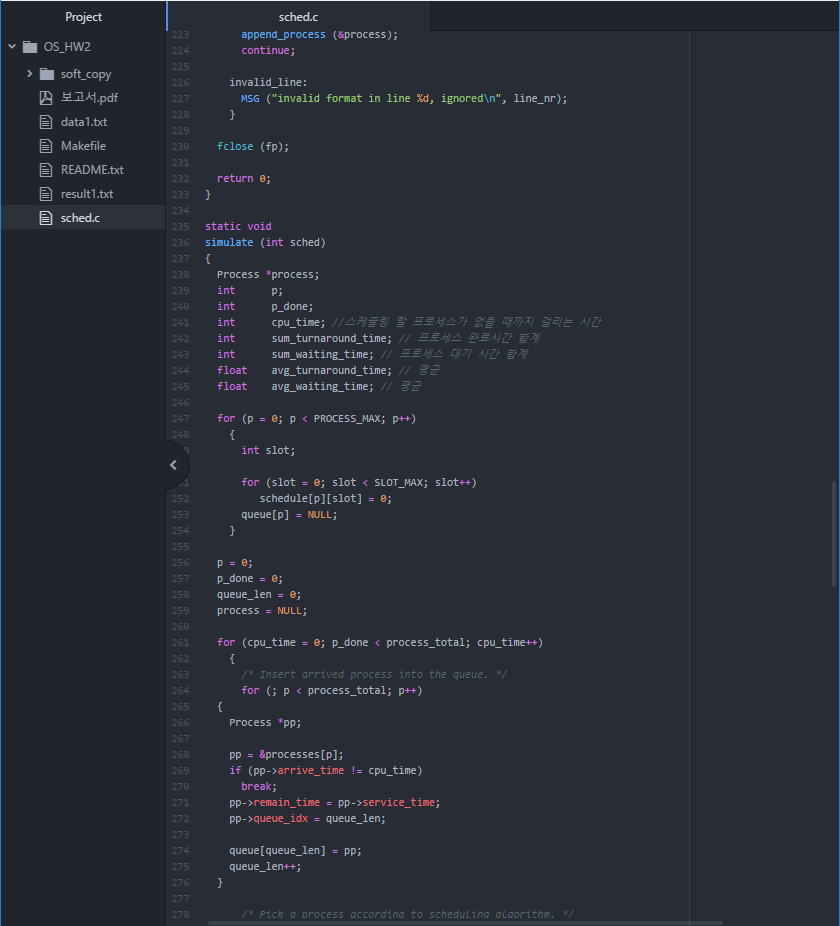 Project
sched.c
OS_HW2
soft_copy
보고서.pdf
data1.txt
Makefile
README.txt
result1.txt
sched.c
223 append_process (&process);
224 continue;
225
226 invalid_line:
227 MSG ("invalid format in line %d, ignored\n", line_nr);
228 }
229
230 fclose (fp);
231
232 return 0;
233 }
234
235 static void
236 simulate (int sched)
237 {
238 Process *process;
239 int p;
240 int p_done;
241 int cpu_time; //스케줄링 할 프로세스가 없을 때까지 걸리는 시간
242 int sum_turnaround_time; // 프로세스 완료시간 합계
243 int sum_waiting_time; // 프로세스 대기 시간 합계
244 float avg_turnaround_time; // 평균
245 float avg_waiting_time; // 평균
246
247 for (p = 0; p < PROCESS_MAX; p++)
248 {
int slot;

for (slot = 0; slot < SLOT_MAX; slot++)
252 schedule[p][slot] = 0;
253 queue[p] = NULL;
254 }
255
256 p = 0;
257 p_done = 0;
258 queue_len = 0;
259 process = NULL;
260
261 for (cpu_time = 0; p_done < process_total; cpu_time++)
262 {
263 /* Insert arrived process into the queue. */
264 for (; p < process_total; p++)
265 {
266 Process *pp;
267
268 pp = &processes[p];
269 if (pp->arrive_time != cpu_time)
270 break;
271 pp->remain_time = pp->service_time;
272 pp->queue_idx = queue_len;
273
274 queue[queue_len] = pp;
275 queue_len++;
276 }
277
278 /* Pick a process according to scheduling algorithm. */